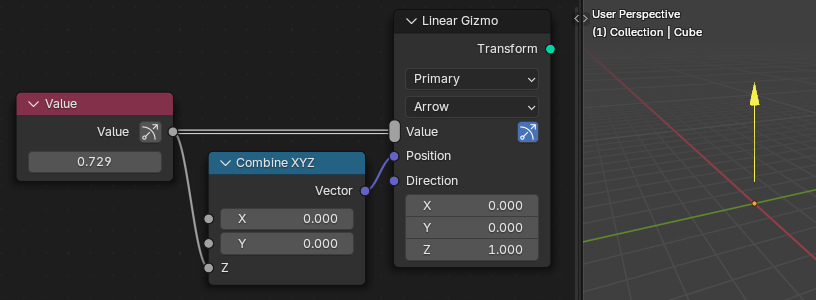 Value
Value
0.729
Combine XYZ
Vector
X 0.000
Y 0.000
Z
Linear Gizmo
Transform
Primary
Arrow
Value
Position
Direction
X 0.000
Y 0.000
Z 1.000
User Perspective
(1) Collection | Cube